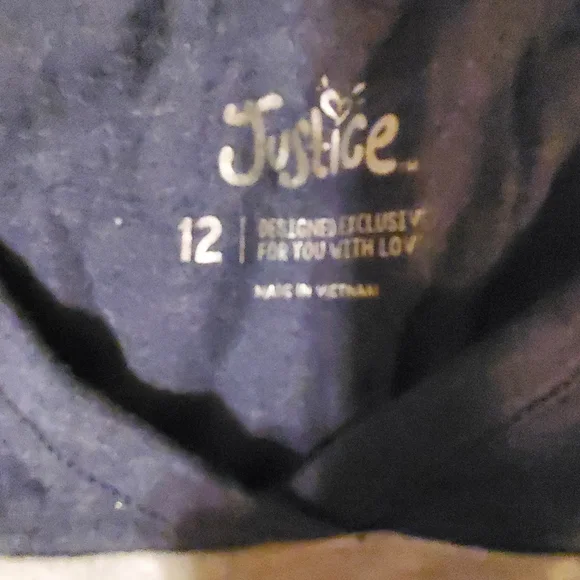 Justice
12
DESIGNED EXCLUSIV
FOR YOU WITH LOV
MADE IN VIETNAM